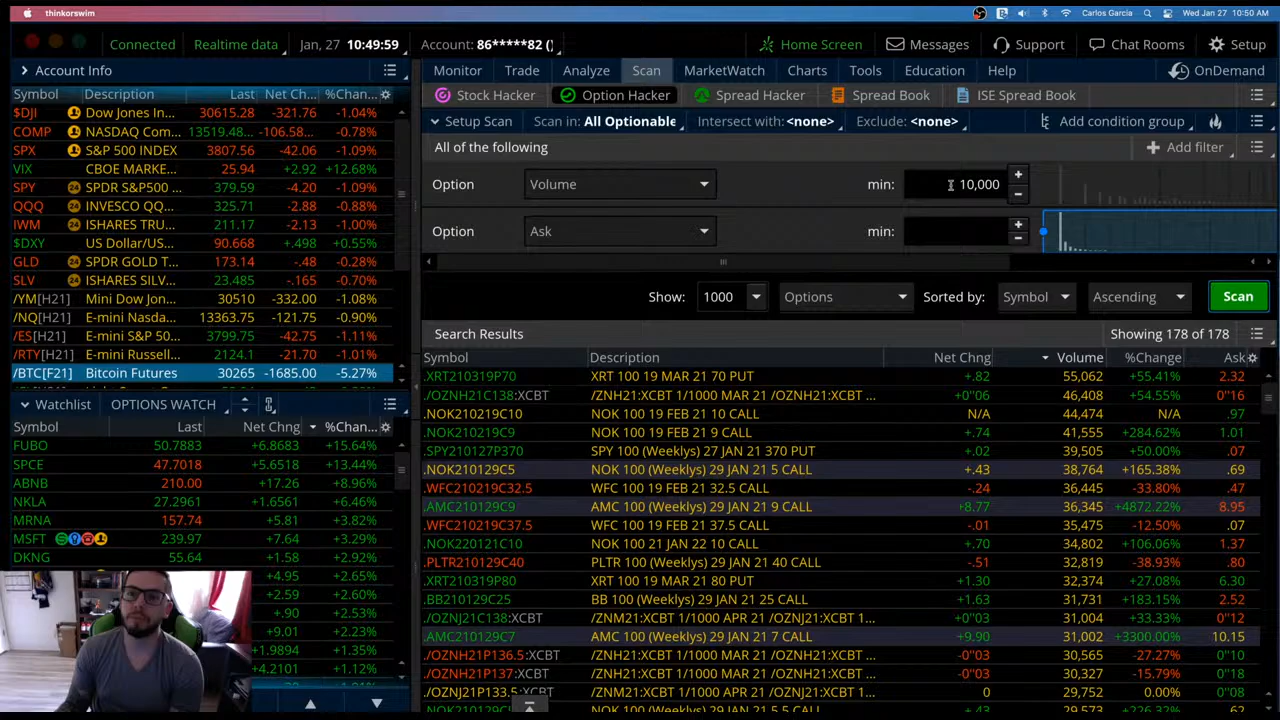 thinkorswim Carlos Garcia Wed Jan 27 10:50 AM
Connected Realtime data Jan, 27 10:49:59 Account: 86*****82 () Home Screen Messages Support Chat Rooms Setup
Account Info Monitor Trade Analyze Scan MarketWatch Charts Tools Education Help OnDemand
Symbol Description Last Net Ch... %Chan...
$DJI Dow Jones In... 30615.28 -321.76 -1.04%
COMP NASDAQ Com... 13519.48... -106.58... -0.78%
SPX S&P 500 INDEX 3807.56 -42.06 -1.09%
VIX CBOE MARKE... 25.94 +2.92 +12.68%
SPY 24 SPDR S&P500 ... 379.59 -4.20 -1.09%
QQQ 24 INVESCO QQ... 325.71 -2.88 -0.88%
IWM 24 ISHARES TRU... 211.17 -2.13 -1.00%
$DXY US Dollar/US... 90.668 +.498 +0.55%
GLD 24 SPDR GOLD T... 173.14 -.48 -0.28%
SLV 24 ISHARES SILV... 23.485 -.165 -0.70%
/YM[H21] Mini Dow Jon... 30510 -332.00 -1.08%
/NQ[H21] E-mini Nasda... 13363.75 -121.75 -0.90%
/ES[H21] E-mini S&P 50... 3799.75 -42.75 -1.11%
/RTY[H21] E-mini Russell... 2124.1 -21.70 -1.01%
/BTC[F21] Bitcoin Futures 30265 -1685.00 -5.27%
Watchlist OPTIONS WATCH
Symbol Last Net Chng %Cha...
FUBO 50.7883 +6.8683 +15.64%
SPCE 47.7018 +5.6518 +13.44%
ABNB 210.00 +17.26 +8.96%
NKLA 27.2961 +1.6561 +6.46%
MRNA 157.74 +5.81 +3.82%
MSFT 239.97 +7.64 +3.29%
DKNG 55.64 +1.58 +2.92%
+4.95 +2.65%
+2.59 +2.60%
+.90 +2.53%
+9.01 +2.23%
+1.9894 +1.35%
+4.2101 +1.12%
Stock Hacker Option Hacker Spread Hacker Spread Book ISE Spread Book
Setup Scan Scan in: All Optionable Intersect with: <none> Exclude: <none> Add condition group
All of the following Add filter
Option Volume min: 10,000
Option Ask min:
Show: 1000 Options Sorted by: Symbol Ascending Scan
Search Results Showing 178 of 178
Symbol Description Net Chng Volume %Change Ask
.XRT210319P70 XRT 100 19 MAR 21 70 PUT +.82 55,062 +55.41% 2.32
./OZNH21C138:XCBT /ZNH21:XCBT 1/1000 MAR 21 /OZNH21:XCBT ... +0"06 46,408 +54.55% 0"16
.NOK210219C10 NOK 100 19 FEB 21 10 CALL N/A 44,474 N/A .97
.NOK210219C9 NOK 100 19 FEB 21 9 CALL +.74 41,555 +284.62% 1.01
.SPY210127P370 SPY 100 (Weeklys) 27 JAN 21 370 PUT +.02 39,505 +50.00% .07
.NOK210129C5 NOK 100 (Weeklys) 29 JAN 21 5 CALL +.43 38,764 +165.38% .69
.WFC210219C32.5 WFC 100 19 FEB 21 32.5 CALL -.24 36,445 -33.80% .47
.AMC210129C9 AMC 100 (Weeklys) 29 JAN 21 9 CALL +8.77 36,345 +4872.22% 8.95
.WFC210219C37.5 WFC 100 19 FEB 21 37.5 CALL -.01 35,475 -12.50% .07
.NOK220121C10 NOK 100 21 JAN 22 10 CALL +.70 34,802 +106.06% 1.37
.PLTR210129C40 PLTR 100 (Weeklys) 29 JAN 21 40 CALL -.51 32,819 -38.93% .80
.XRT210319P80 XRT 100 19 MAR 21 80 PUT +1.30 32,374 +27.08% 6.30
.BB210129C25 BB 100 (Weeklys) 29 JAN 21 25 CALL +1.63 31,731 +183.15% 2.52
./OZNJ21C138:XCBT /ZNM21:XCBT 1/1000 APR 21 /OZNJ21:XCBT 1... +0"03 31,004 +33.33% 0"12
.AMC210129C7 AMC 100 (Weeklys) 29 JAN 21 7 CALL +9.90 31,002 +3300.00% 10.15
./OZNH21P136.5:XCBT /ZNH21:XCBT 1/1000 MAR 21 /OZNH21:XCBT ... -0"03 30,565 -27.27% 0"10
./OZNH21P137:XCBT /ZNH21:XCBT 1/1000 MAR 21 /OZNH21:XCBT ... -0"03 30,327 -15.79% 0"18
./OZNJ21P133.5:XCBT /ZNM21:XCBT 1/1000 APR 21 /OZNJ21:XCBT 1... 0 29,752 0.00% 0"08
NOK 100 (Weeklys) 29 JAN 21 5.5 CALL +.43 29,573 +226.32% .62